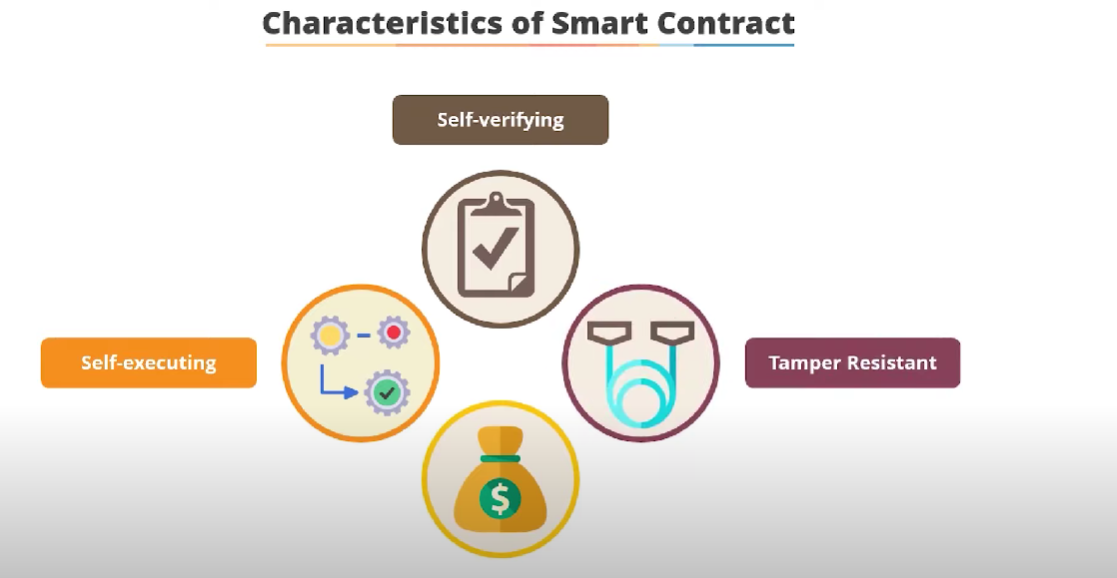 Characteristics of Smart Contract
Self-verifying
Self-executing
Tamper Resistant
$